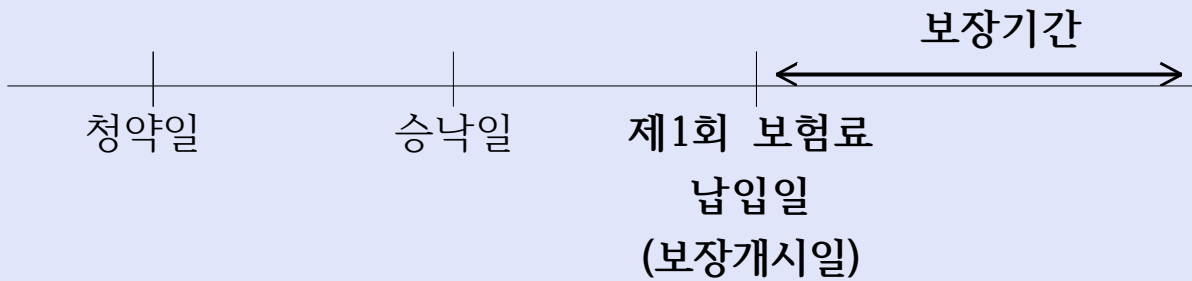 보장기간
청약일
승낙일
제1회 보험료
납입일
(보장개시일)